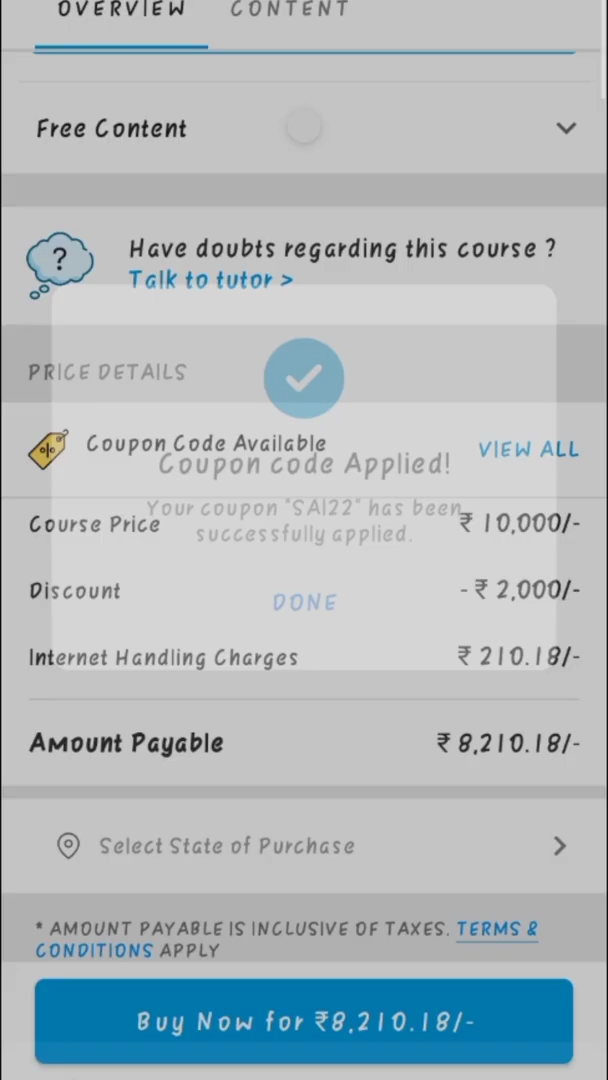 OVERVIEW CONTENT
Free Content
Have doubts regarding this course ?
Talk to tutor >
PRICE DETAILS
Coupon Code Available VIEW ALL
Coupon code Applied!
Your coupon "SAI22" has been
successfully applied.
Course Price ₹ 10,000/-
Discount - ₹ 2,000/-
DONE
Internet Handling Charges ₹ 210.18/-
Amount Payable ₹ 8,210.18/-
Select State of Purchase
* AMOUNT PAYABLE IS INCLUSIVE OF TAXES. TERMS &
CONDITIONS APPLY
Buy Now for ₹8,210.18/-